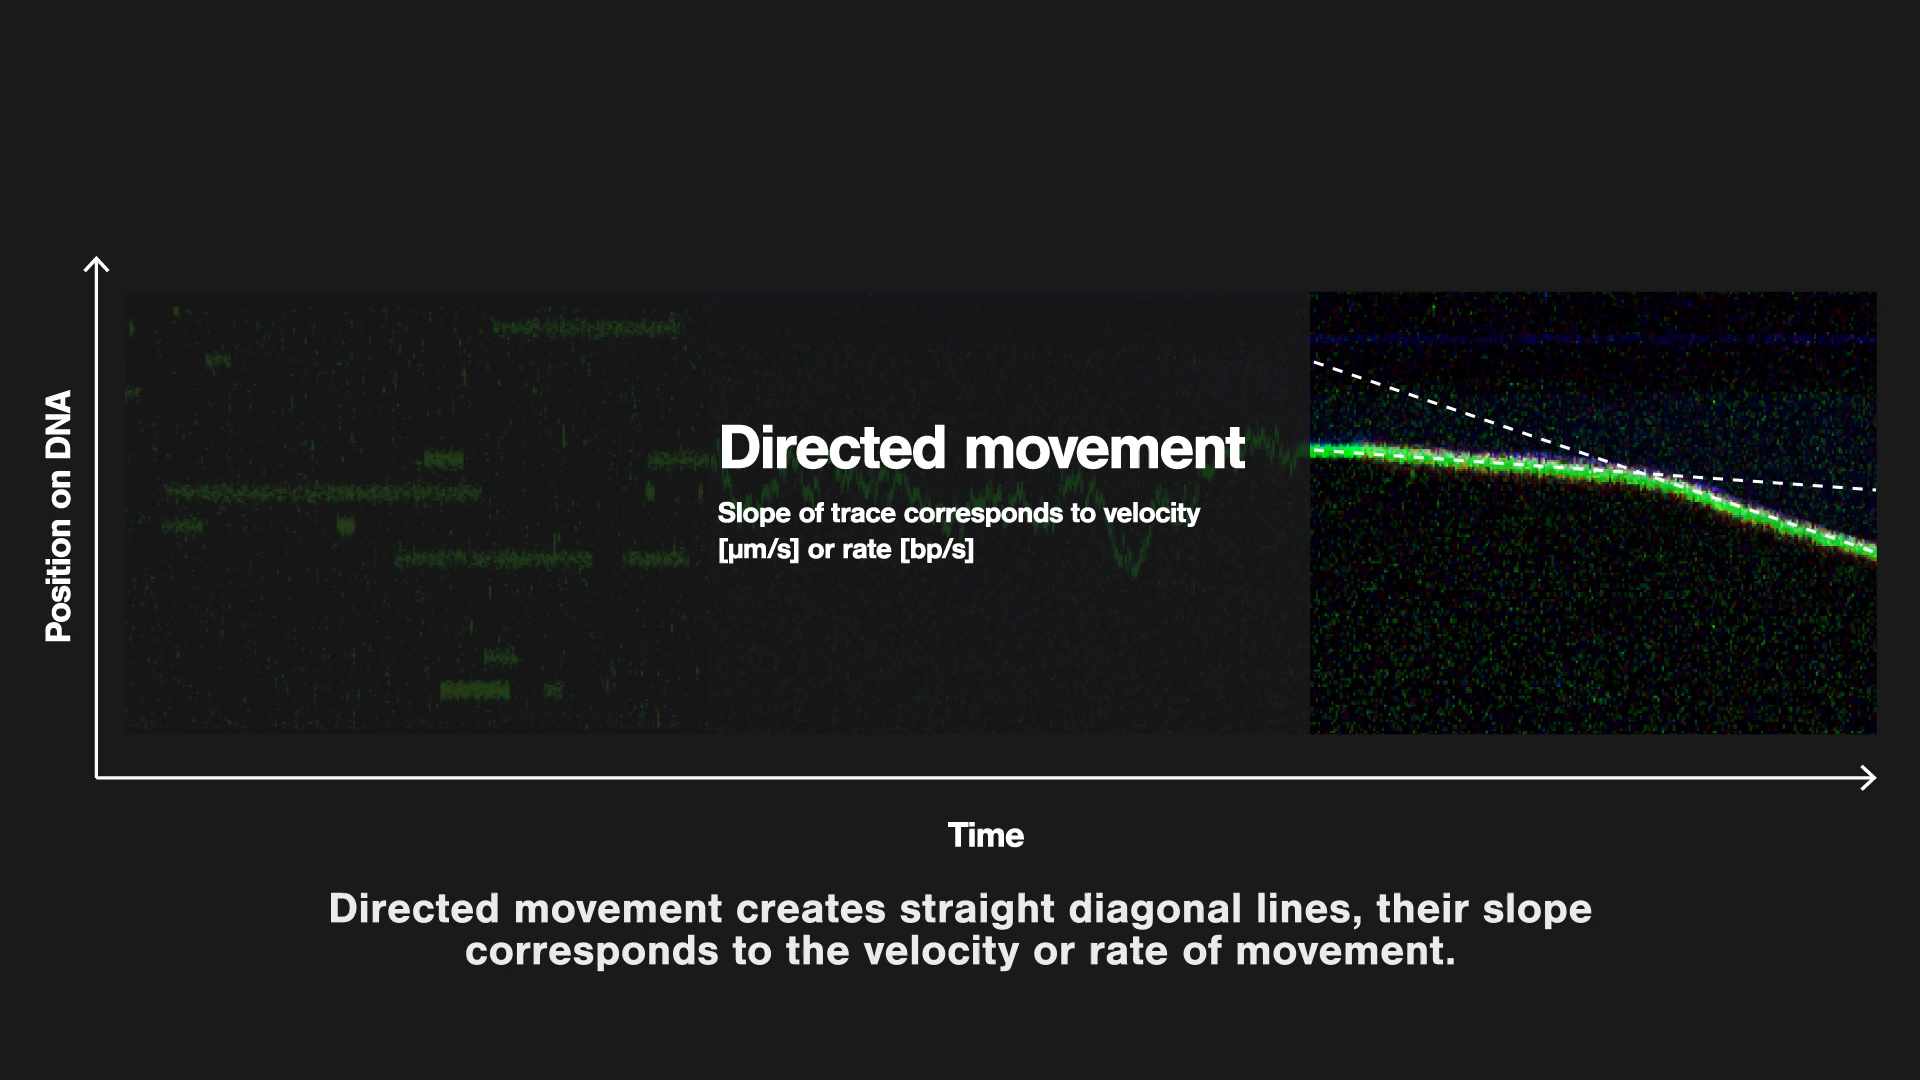 Directed movement
Slope of trace corresponds to velocity
[µm/s] or rate [bp/s]
Position on DNA
Time
Directed movement creates straight diagonal lines, their slope
corresponds to the velocity or rate of movement.